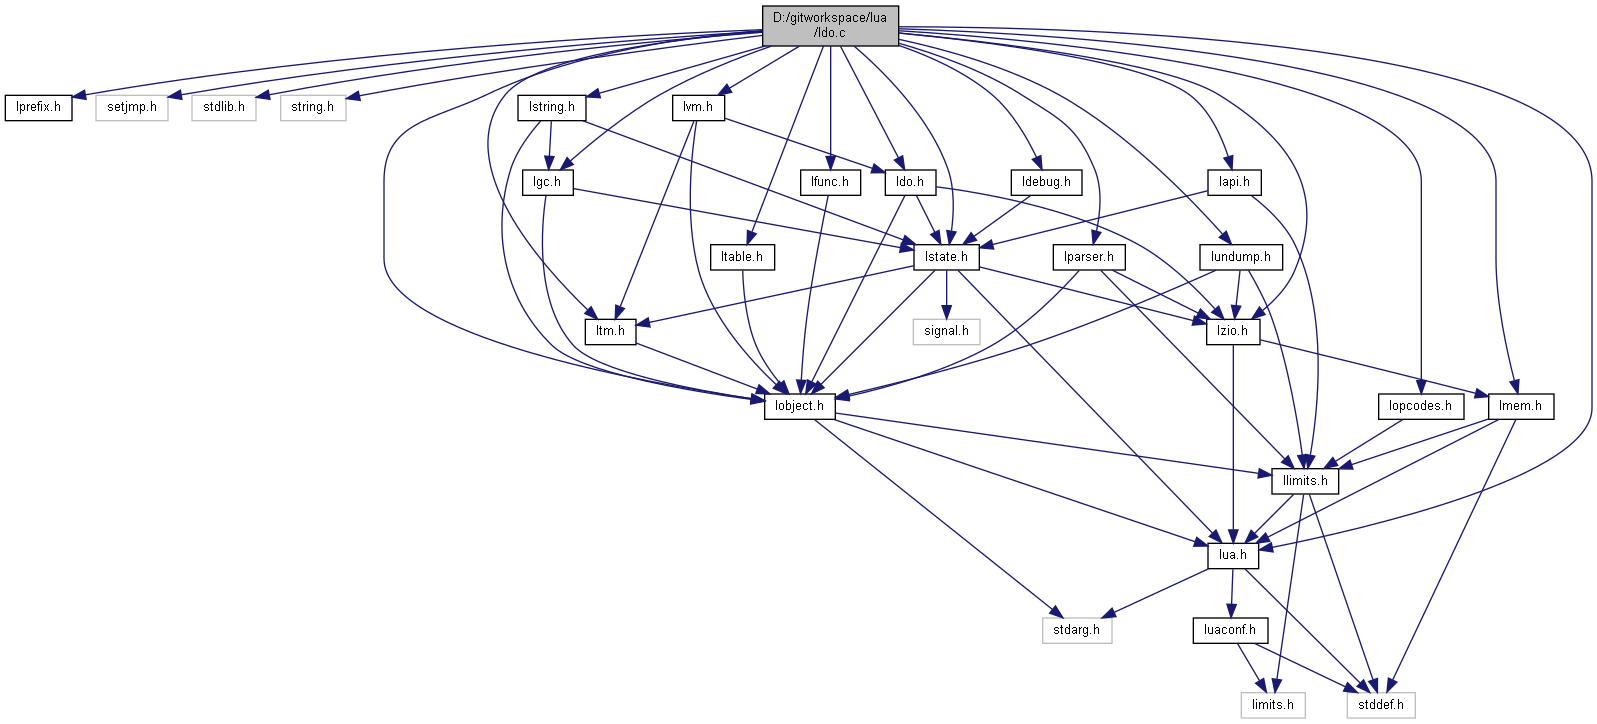 D:/gitworkspace/lua
/ldo.c
lprefix.h
setjmp.h
stdlib.h
string.h
lstring.h
lvm.h
lgc.h
lfunc.h
ldo.h
ldebug.h
lapi.h
ltable.h
lstate.h
lparser.h
lundump.h
ltm.h
signal.h
lzio.h
lobject.h
lopcodes.h
lmem.h
llimits.h
lua.h
stdarg.h
luaconf.h
limits.h
stddef.h